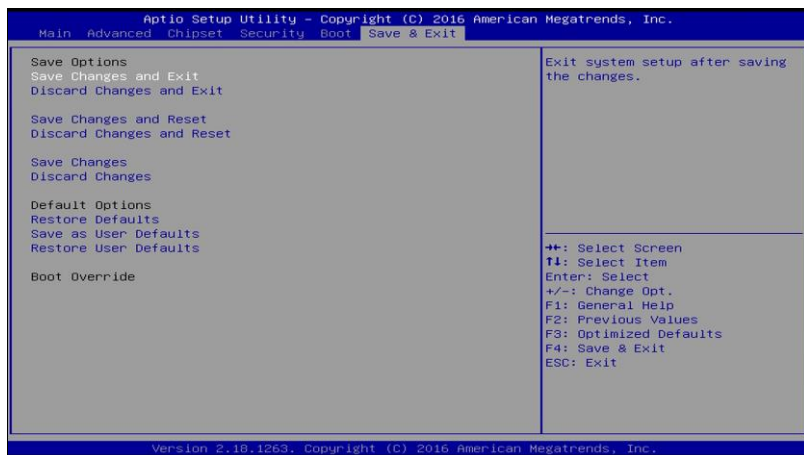 Aptio Setup Utility – Copyright (C) 2016 American Megatrends, Inc.
Main Advanced Chipset Security Boot Save & Exit
Save Options
Save Changes and Exit
Discard Changes and Exit
Save Changes and Reset
Discard Changes and Reset
Save Changes
Discard Changes
Default Options
Restore Defaults
Save as User Defaults
Restore User Defaults
Boot Override
Exit system setup after saving
the changes.
→←: Select Screen
↑↓: Select Item
Enter: Select
+/-: Change Opt.
F1: General Help
F2: Previous Values
F3: Optimized Defaults
F4: Save & Exit
ESC: Exit
Version 2.18.1263. Copyright (C) 2016 American Megatrends, Inc.